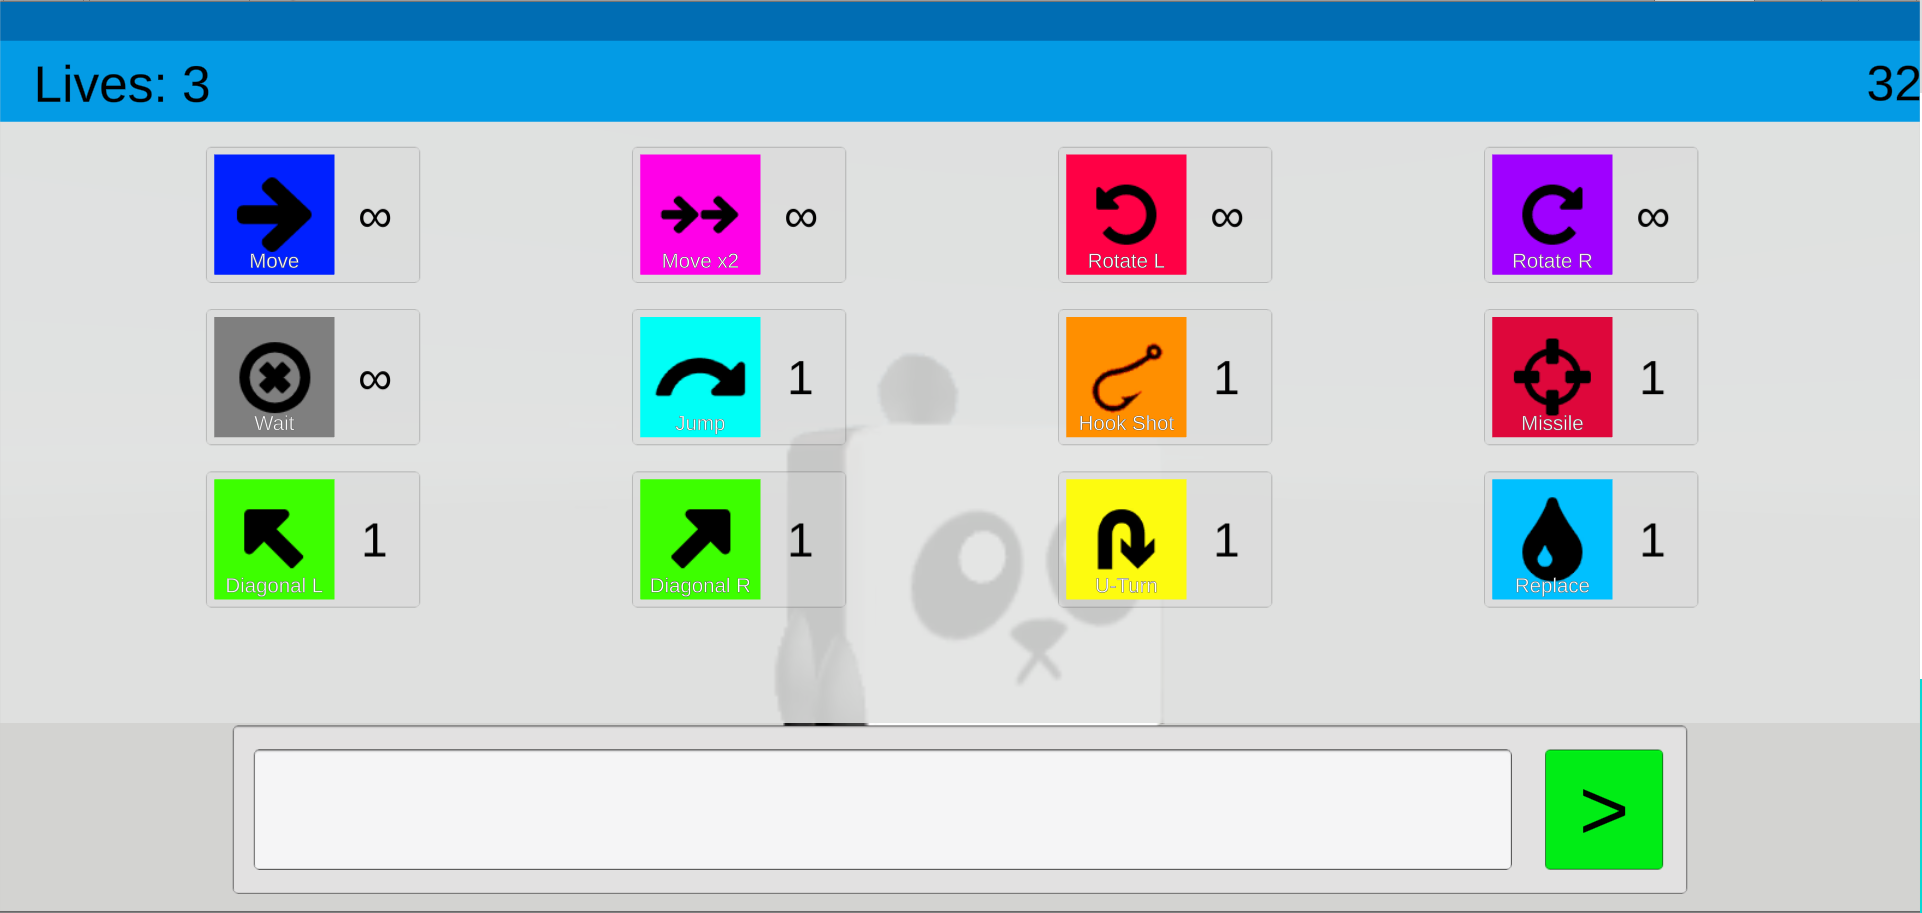 Lives: 3 32
∞ ∞ ∞ ∞
Move Move x2 Rotate L Rotate R
∞ 1 1 1
Wait Jump Hook Shot Missile
1 1 1 1
Diagonal L Diagonal R U-Turn Replace
>